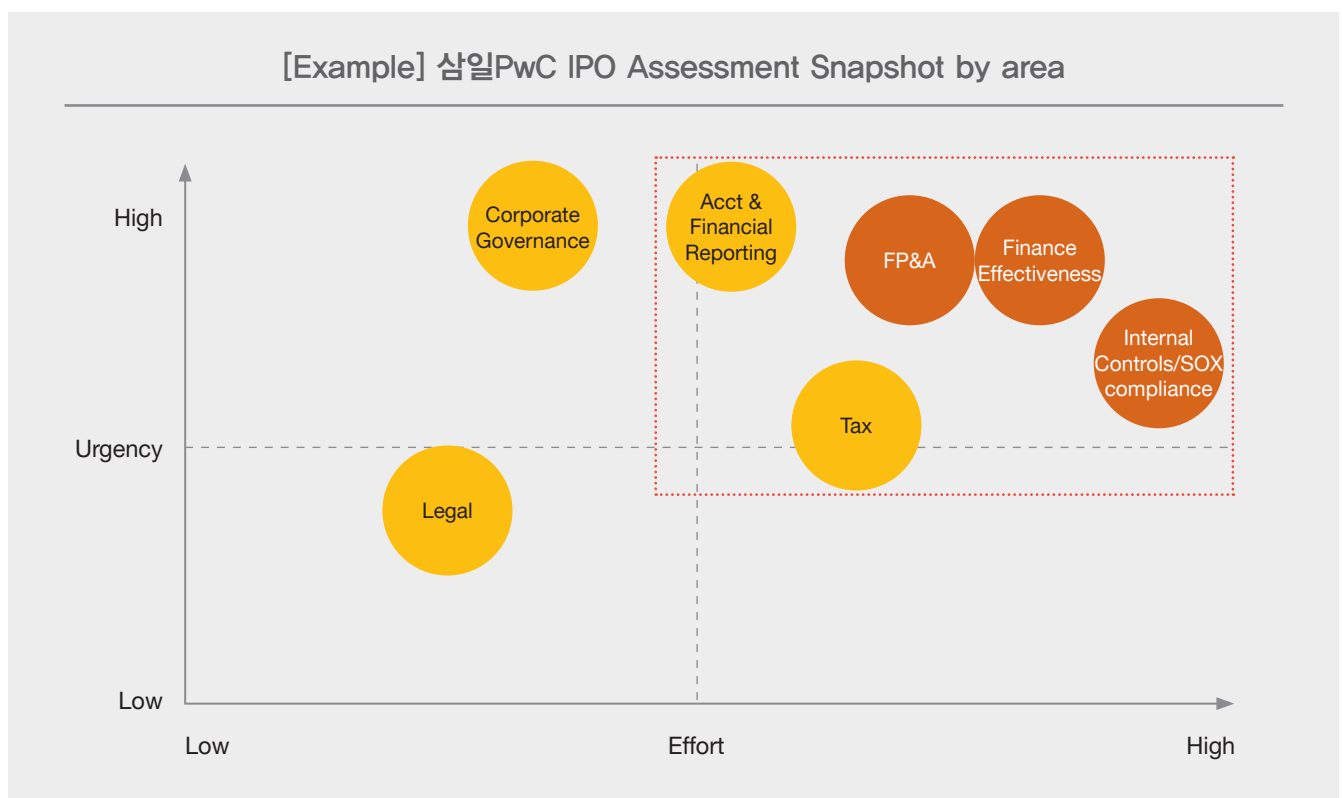 [Example] 삼일PwC IPO Assessment Snapshot by area
High
Corporate
Governance
Acct &
Financial
Reporting
FP&A
Finance
Effectiveness
Internal
Controls/SOX
compliance
Tax
Urgency
Legal
Low
Low
Effort
High